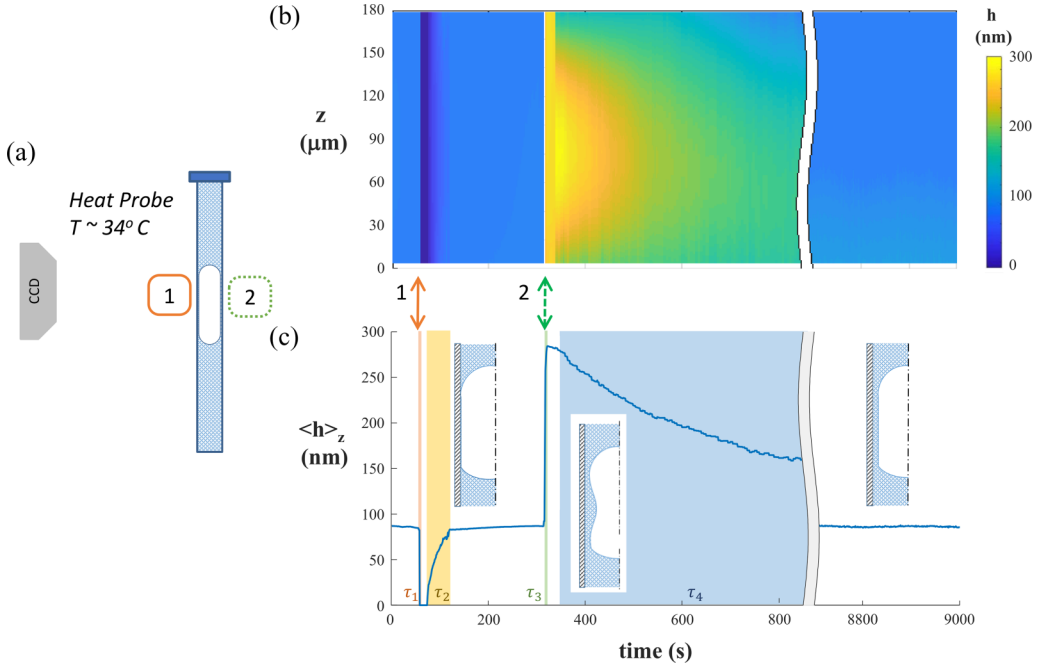 (a)
Heat Probe
T ~ 34⁰ C
CCD
1
2
(b)
180
150
120
90
60
30
0
z
(μm)
h
(nm)
300
200
100
0
1
2
(c)
300
250
200
150
100
50
0
<h>z
(nm)
τ1
τ2
τ3
τ4
0
200
400
600
800
8800
9000
time (s)